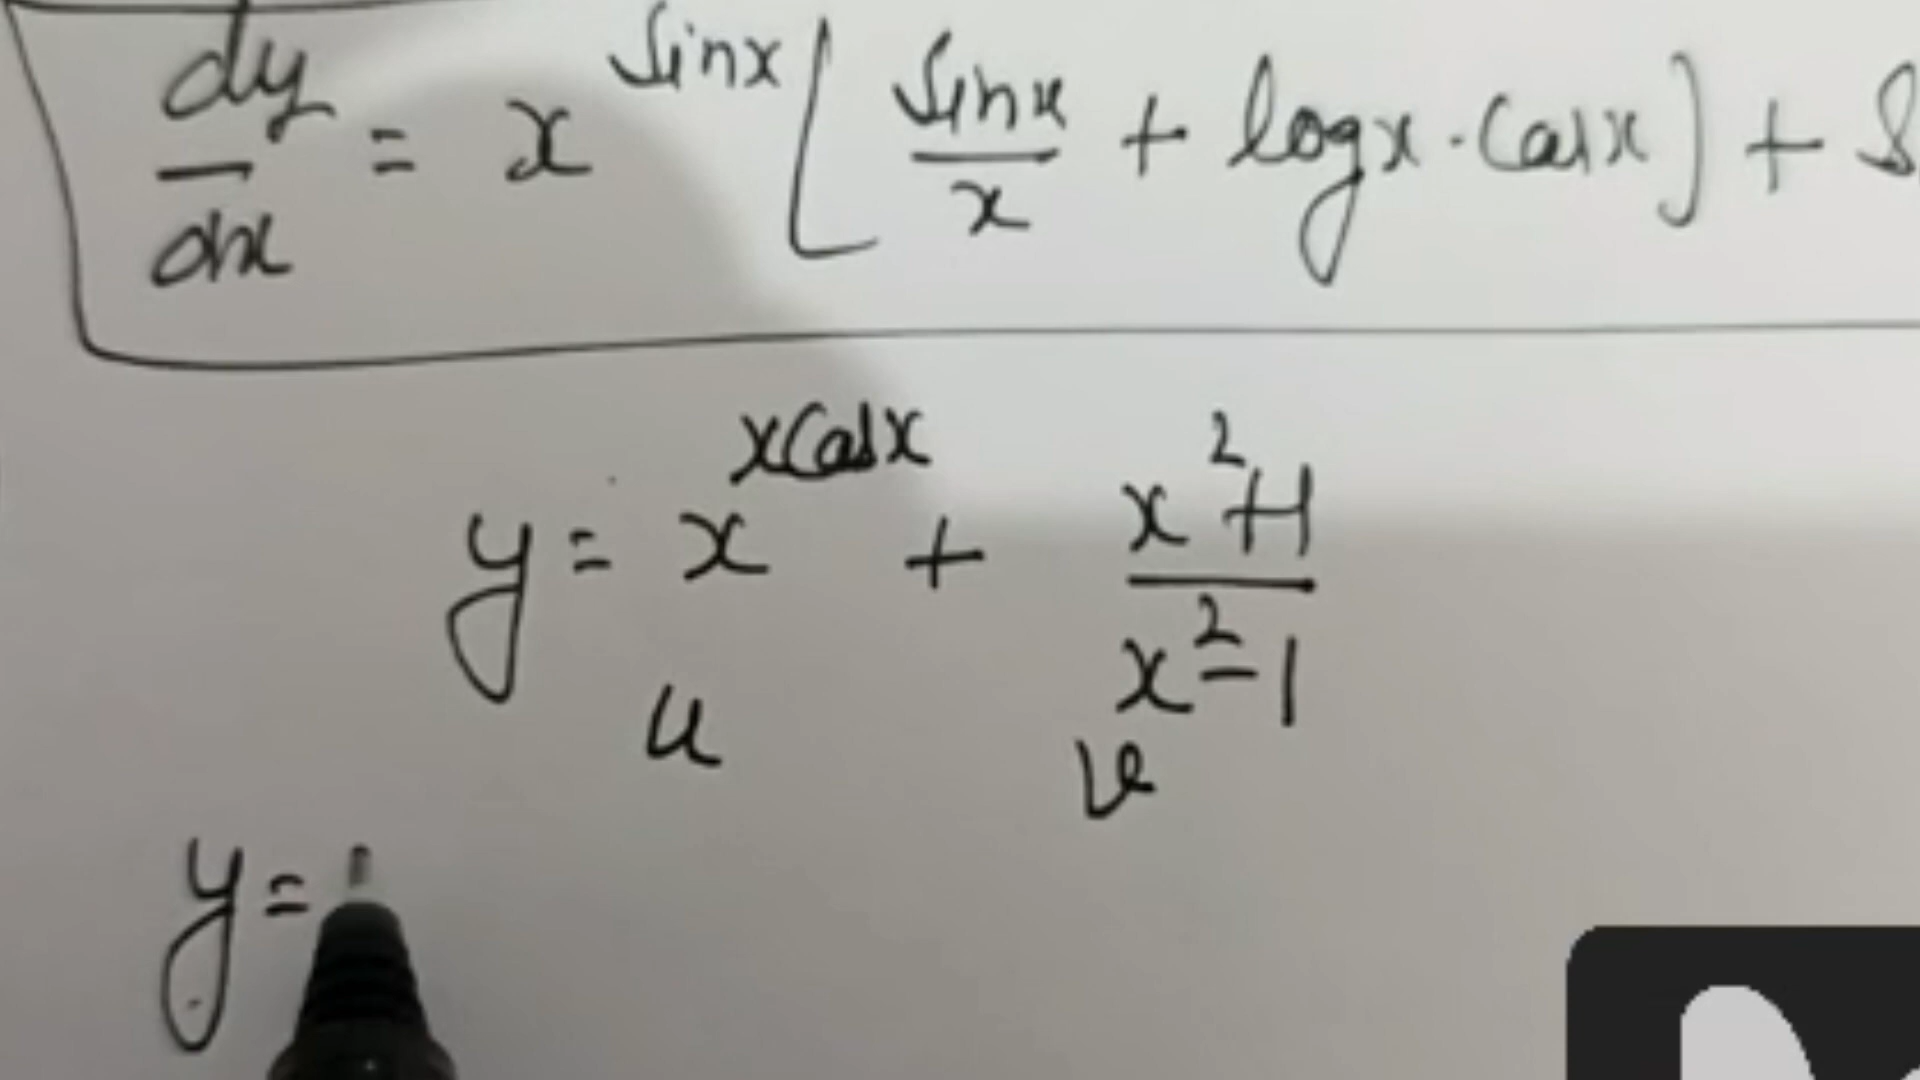 dy/dx = x^sinx [ sinx/x + logx · Cosx ] + S
y = x^xCosx + x²+1/x²-1
u v
y =